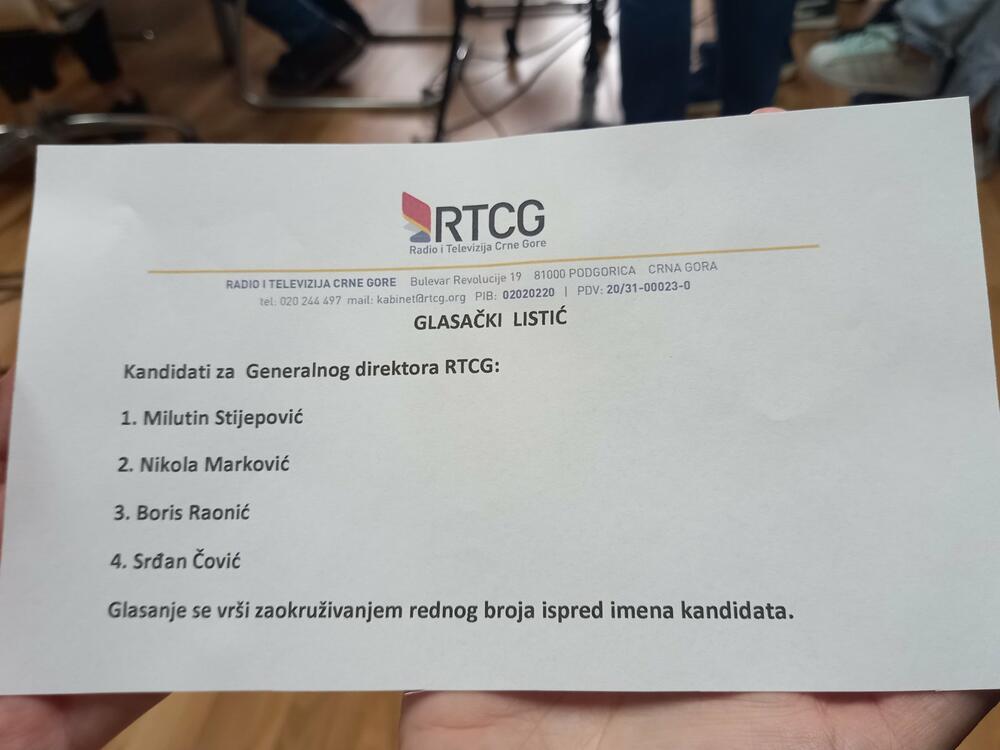 RTCG
Radio i Televizija Crne Gore
RADIO I TELEVIZIJA CRNE GORE Bulevar Revolucije 19 81000 PODGORICA CRNA GORA
tel: 020 244 497 mail: kabinet@rtcg.org PIB: 02020220 | PDV: 20/31-00023-0
GLASAČKI LISTIĆ
Kandidati za Generalnog direktora RTCG:
1. Milutin Stijepović
2. Nikola Marković
3. Boris Raonić
4. Srđan Čović
Glasanje se vrši zaokruživanjem rednog broja ispred imena kandidata.